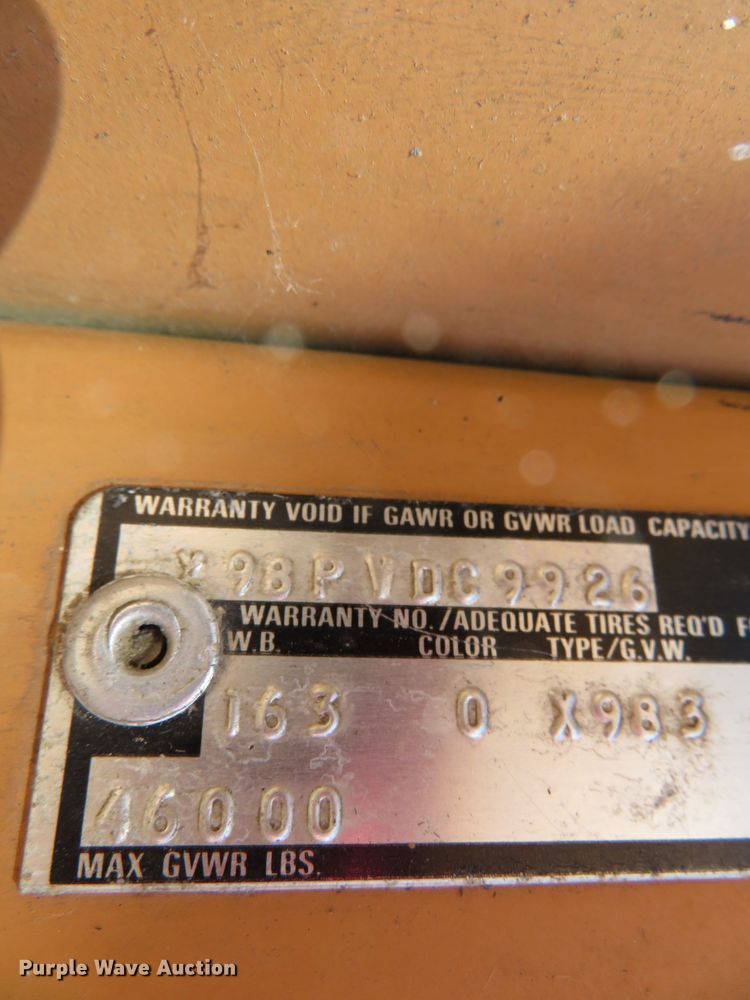 WARRANTY VOID IF GAWR OR GVWR LOAD CAPACITY
X98PVDC9926
WARRANTY NO./ADEQUATE TIRES REQ'D
W.B. COLOR TYPE/G.V.W.
163 0 X983
46000
MAX GVWR LBS.
Purple Wave Auction